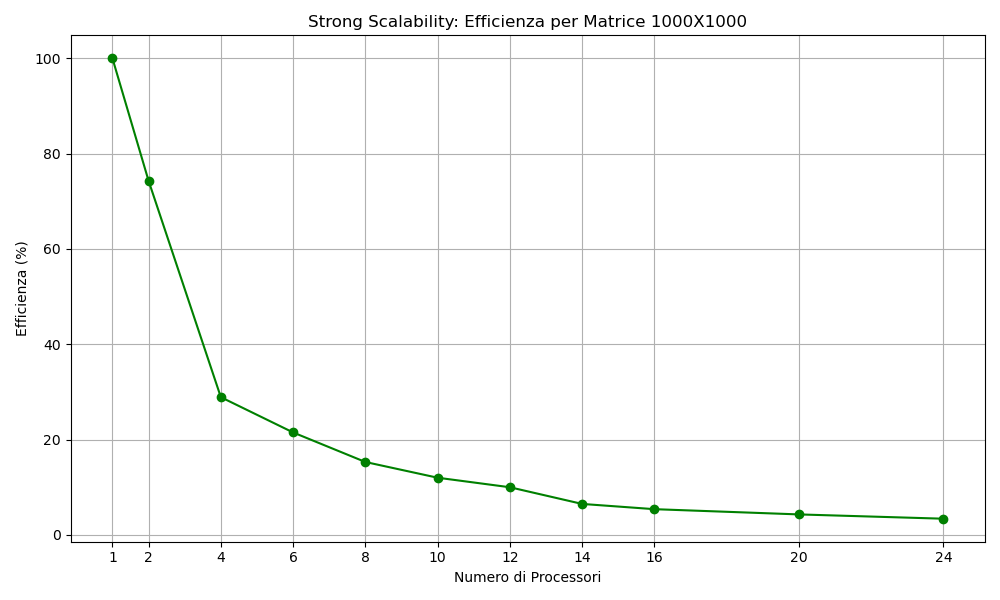 Strong Scalability: Efficienza per Matrice 1000X1000
Efficienza (%)
100
80
60
40
20
0
1 2 4 6 8 10 12 14 16 20 24
Numero di Processori